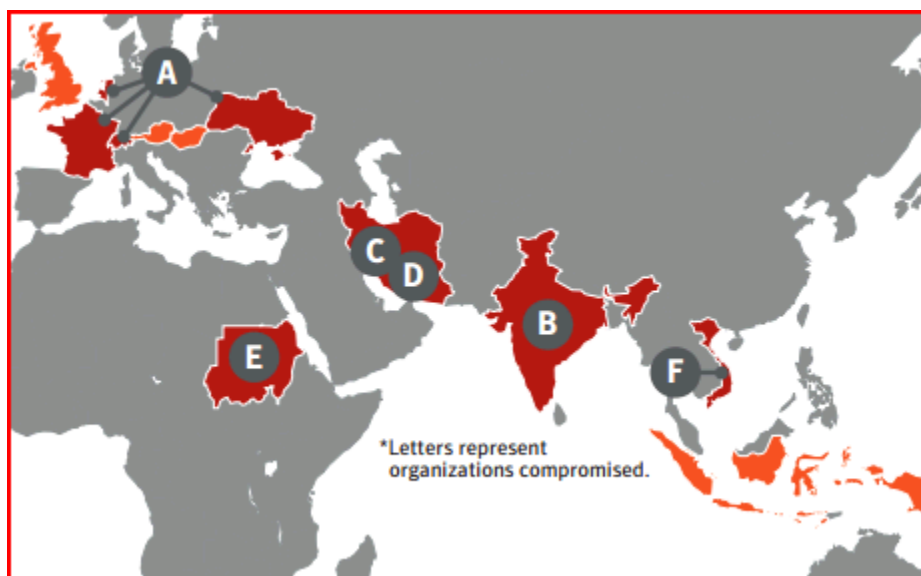 A
C
D
B
E
F
*Letters represent
organizations compromised.